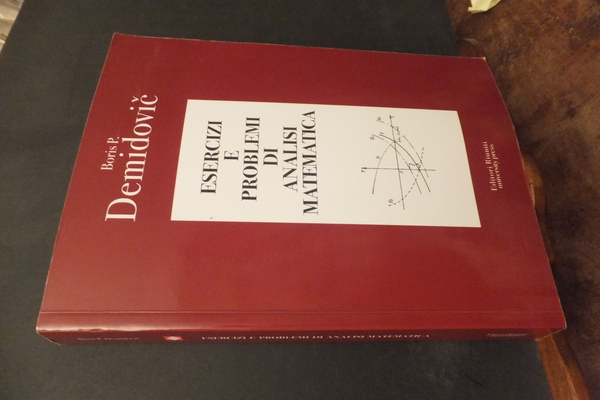 Boris P.
Demidovič
ESERCIZI
E
PROBLEMI
DI
ANALISI
MATEMATICA
Editori Riuniti
university press
ESERCIZI E PROBLEMI DI ANALISI MATEMATICA